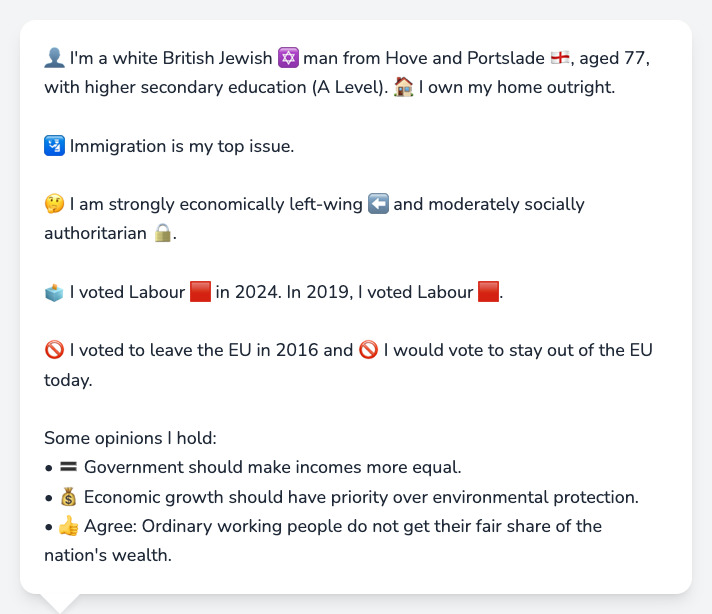 👤 I'm a white British Jewish ✡️ man from Hove and Portslade 🏴󠁧󠁢󠁥󠁮󠁧󠁿, aged 77,
with higher secondary education (A Level). 🏠 I own my home outright.
🛂 Immigration is my top issue.
🤔 I am strongly economically left-wing ⬅️ and moderately socially
authoritarian 🔒.
🗳️ I voted Labour 🟥 in 2024. In 2019, I voted Labour 🟥.
🚫 I voted to leave the EU in 2016 and 🚫 I would vote to stay out of the EU
today.
Some opinions I hold:
• 🟰 Government should make incomes more equal.
• 💰 Economic growth should have priority over environmental protection.
• 👍 Agree: Ordinary working people do not get their fair share of the
nation's wealth.